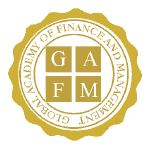 GLOBAL ACADEMY OF FINANCE AND MANAGEMENT
G A
F M